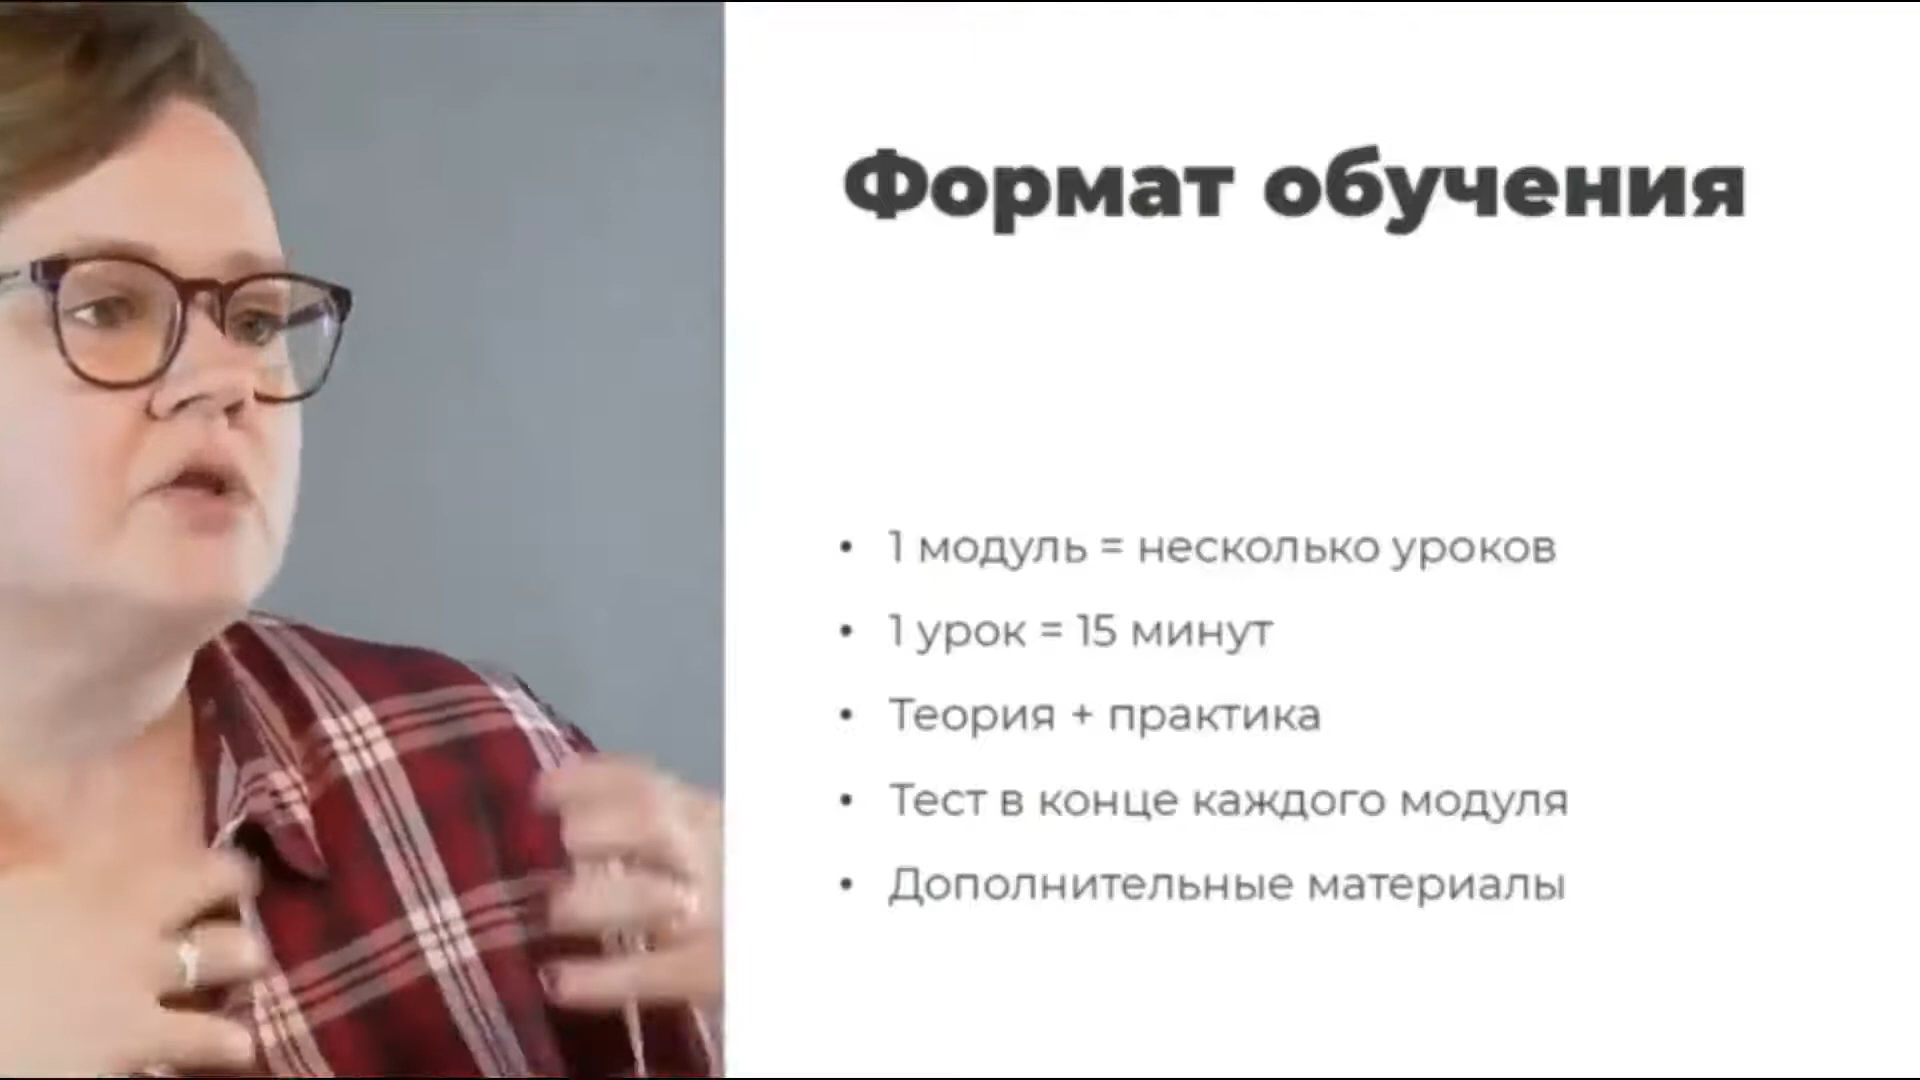 Формат обучения
• 1 модуль = несколько уроков
• 1 урок = 15 минут
• Теория + практика
• Тест в конце каждого модуля
• Дополнительные материалы